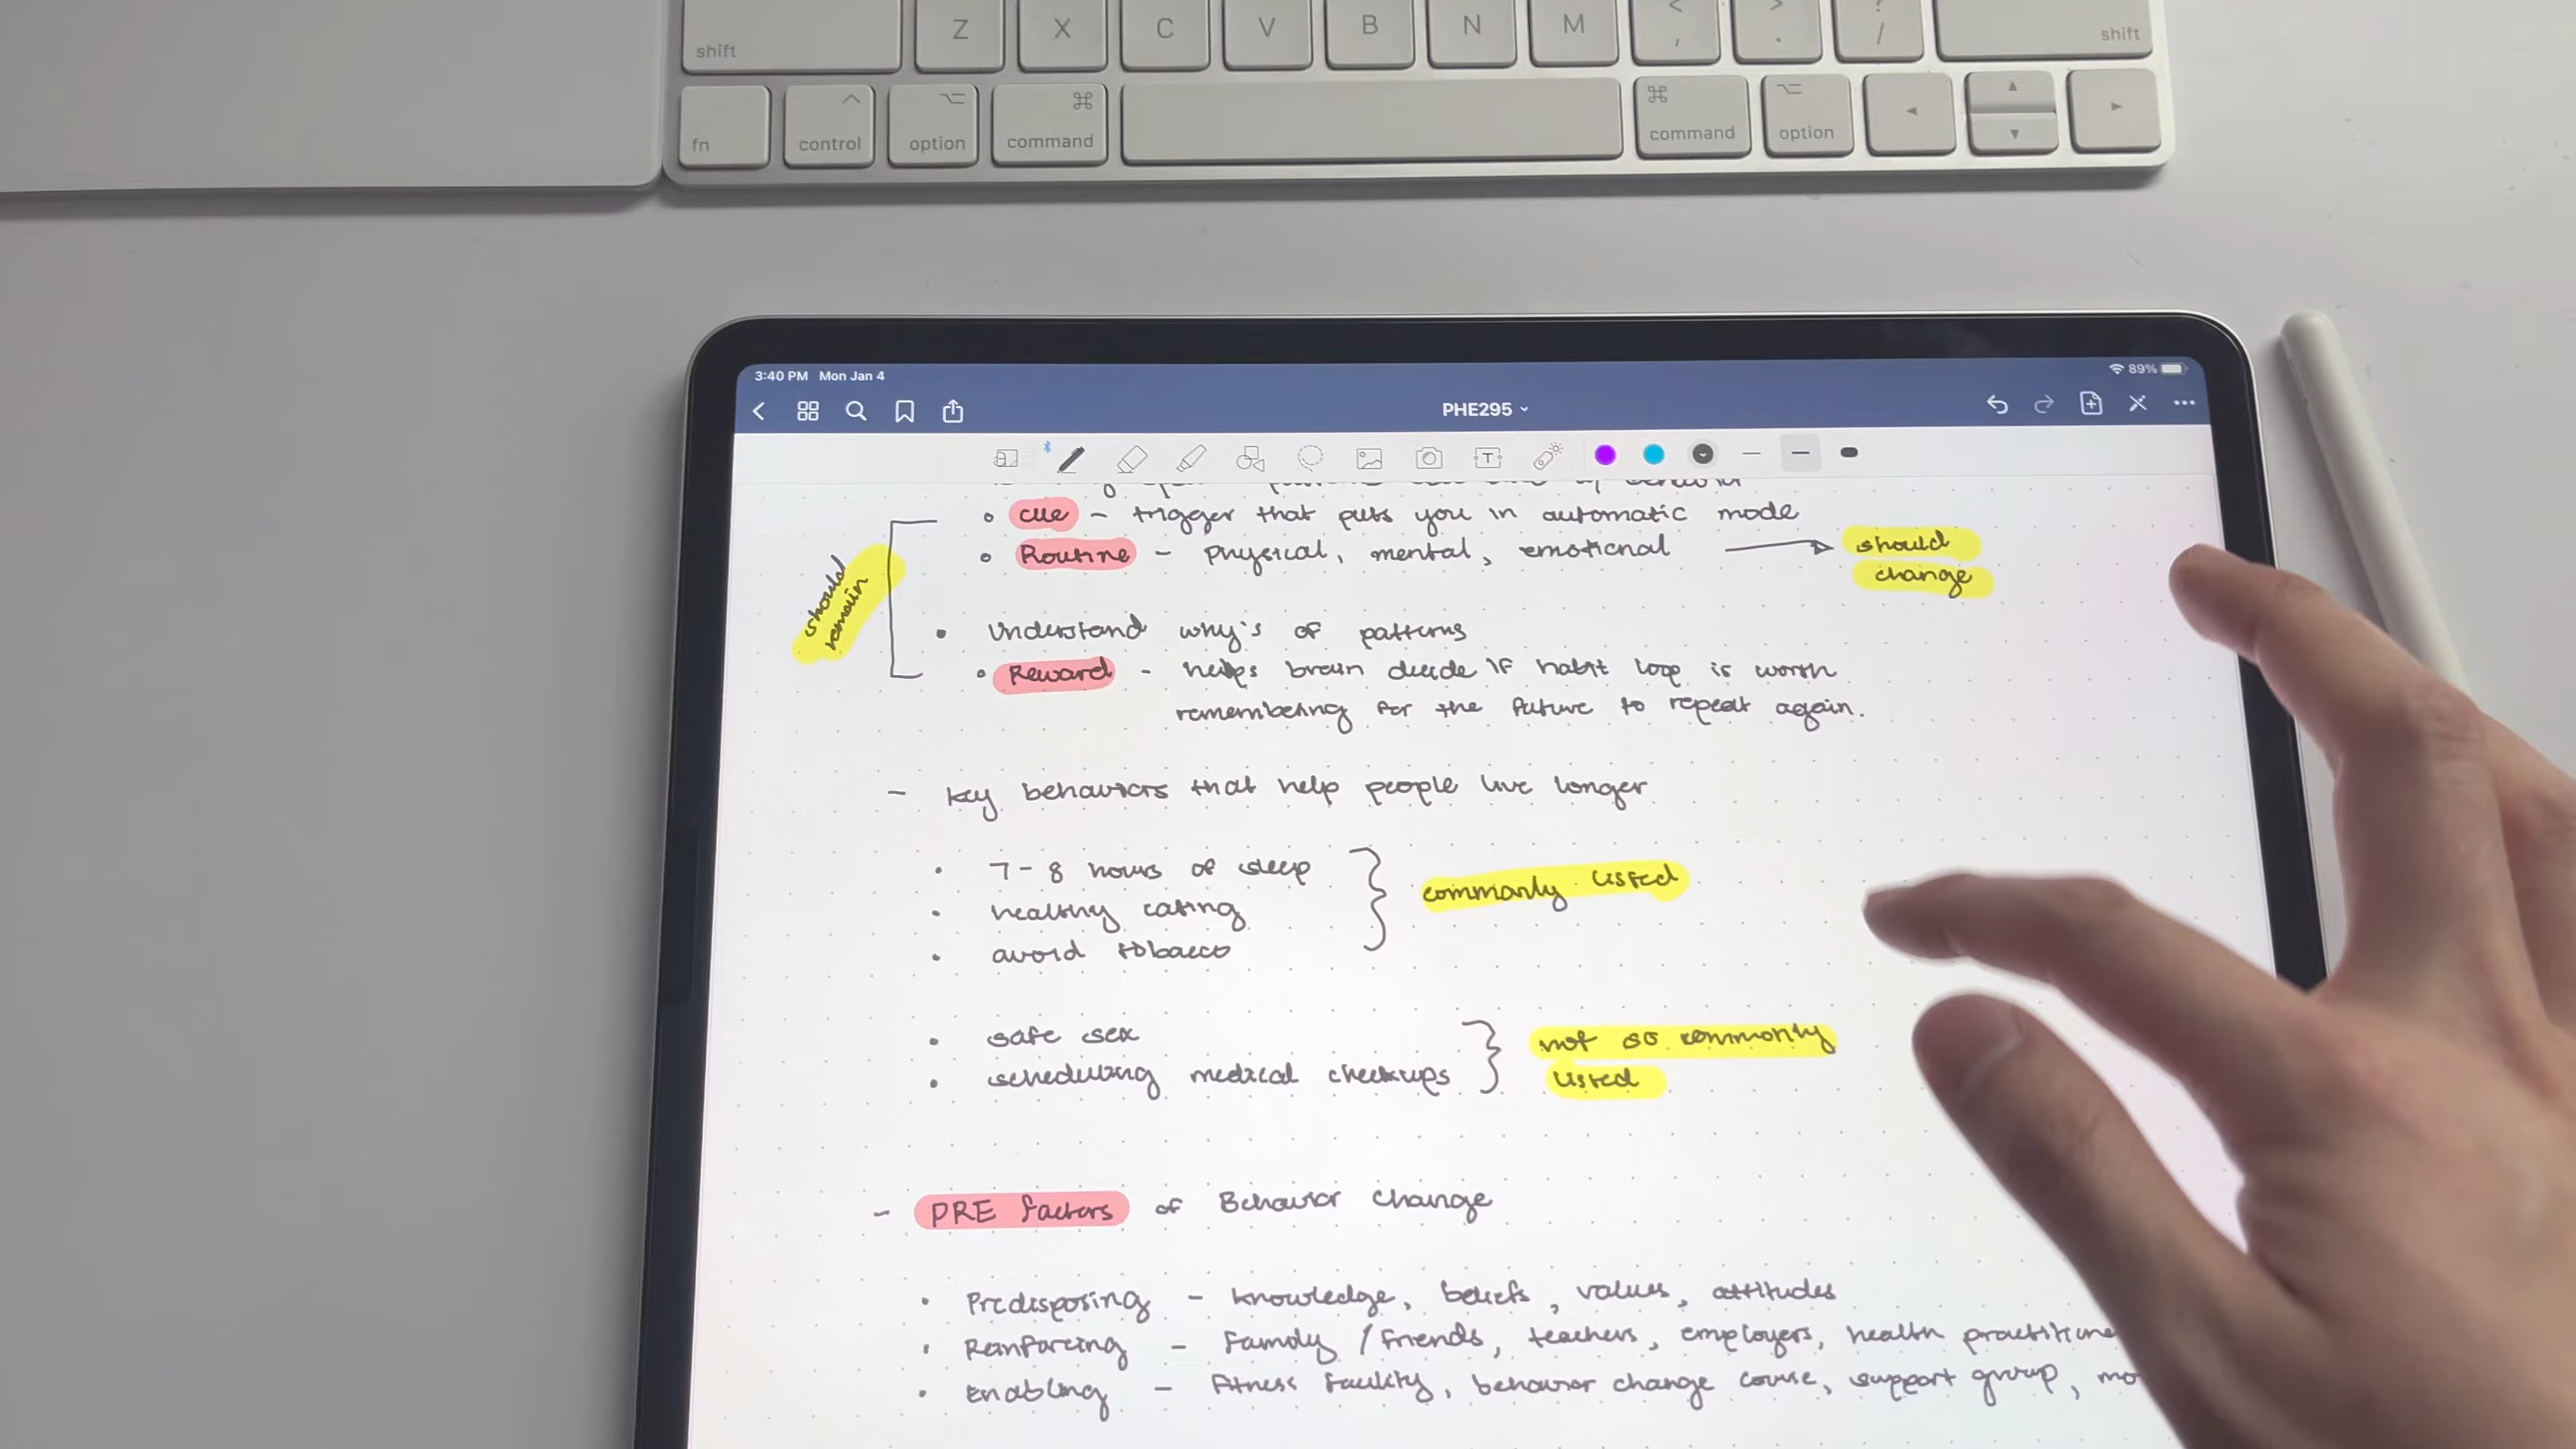 shift Z X C V B N M < , > . ? / shift
fn control option command command option
3:40 PM Mon Jan 4
89%
PHE295
• cue – trigger that puts you in automatic mode
• Routine – physical, mental, emotional → should
change
should
remain
• Understand why's of patterns
• Reward – helps brain decide if habit loop is worth
remembering for the future to repeat again.
– key behaviors that help people live longer
• 7-8 hours of sleep
• healthy eating
• avoid tobacco
commonly listed
• safe sex
• scheduling medical checkups
not so commonly
listed
– PRE factors of Behavior change
• Predisposing – knowledge, beliefs, values, attitudes
• Reinforcing – Family / friends, teachers, employers, health
• Enabling – fitness facility, behavior change course, support group,